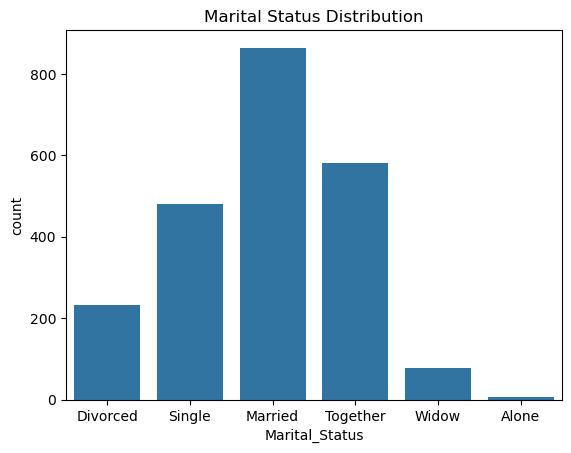 Marital Status Distribution
count
800
600
400
200
0
Divorced Single Married Together Widow Alone
Marital_Status